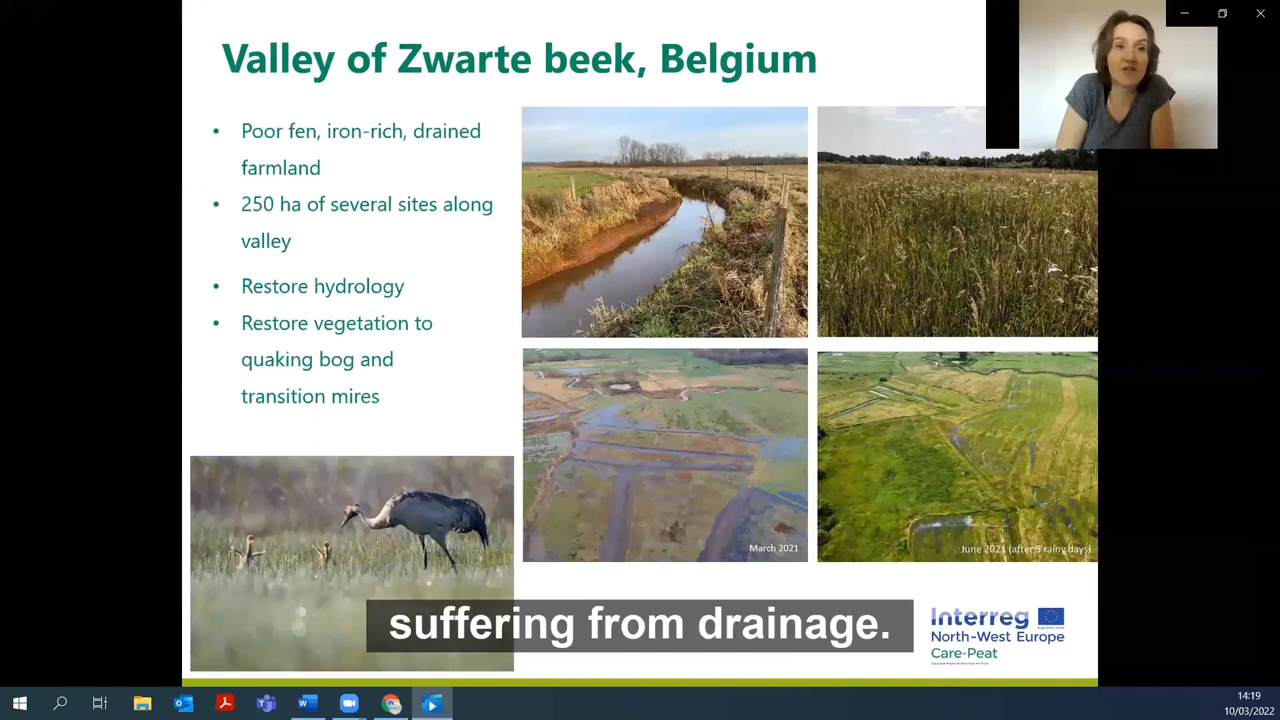 Valley of Zwarte beek, Belgium
• Poor fen, iron-rich, drained
farmland
• 250 ha of several sites along
valley
• Restore hydrology
• Restore vegetation to
quaking bog and
transition mires
March 2021
June 2021 (after 3 rainy days)
suffering from drainage.
Interreg
North-West Europe
Care-Peat
14:19
10/03/2022